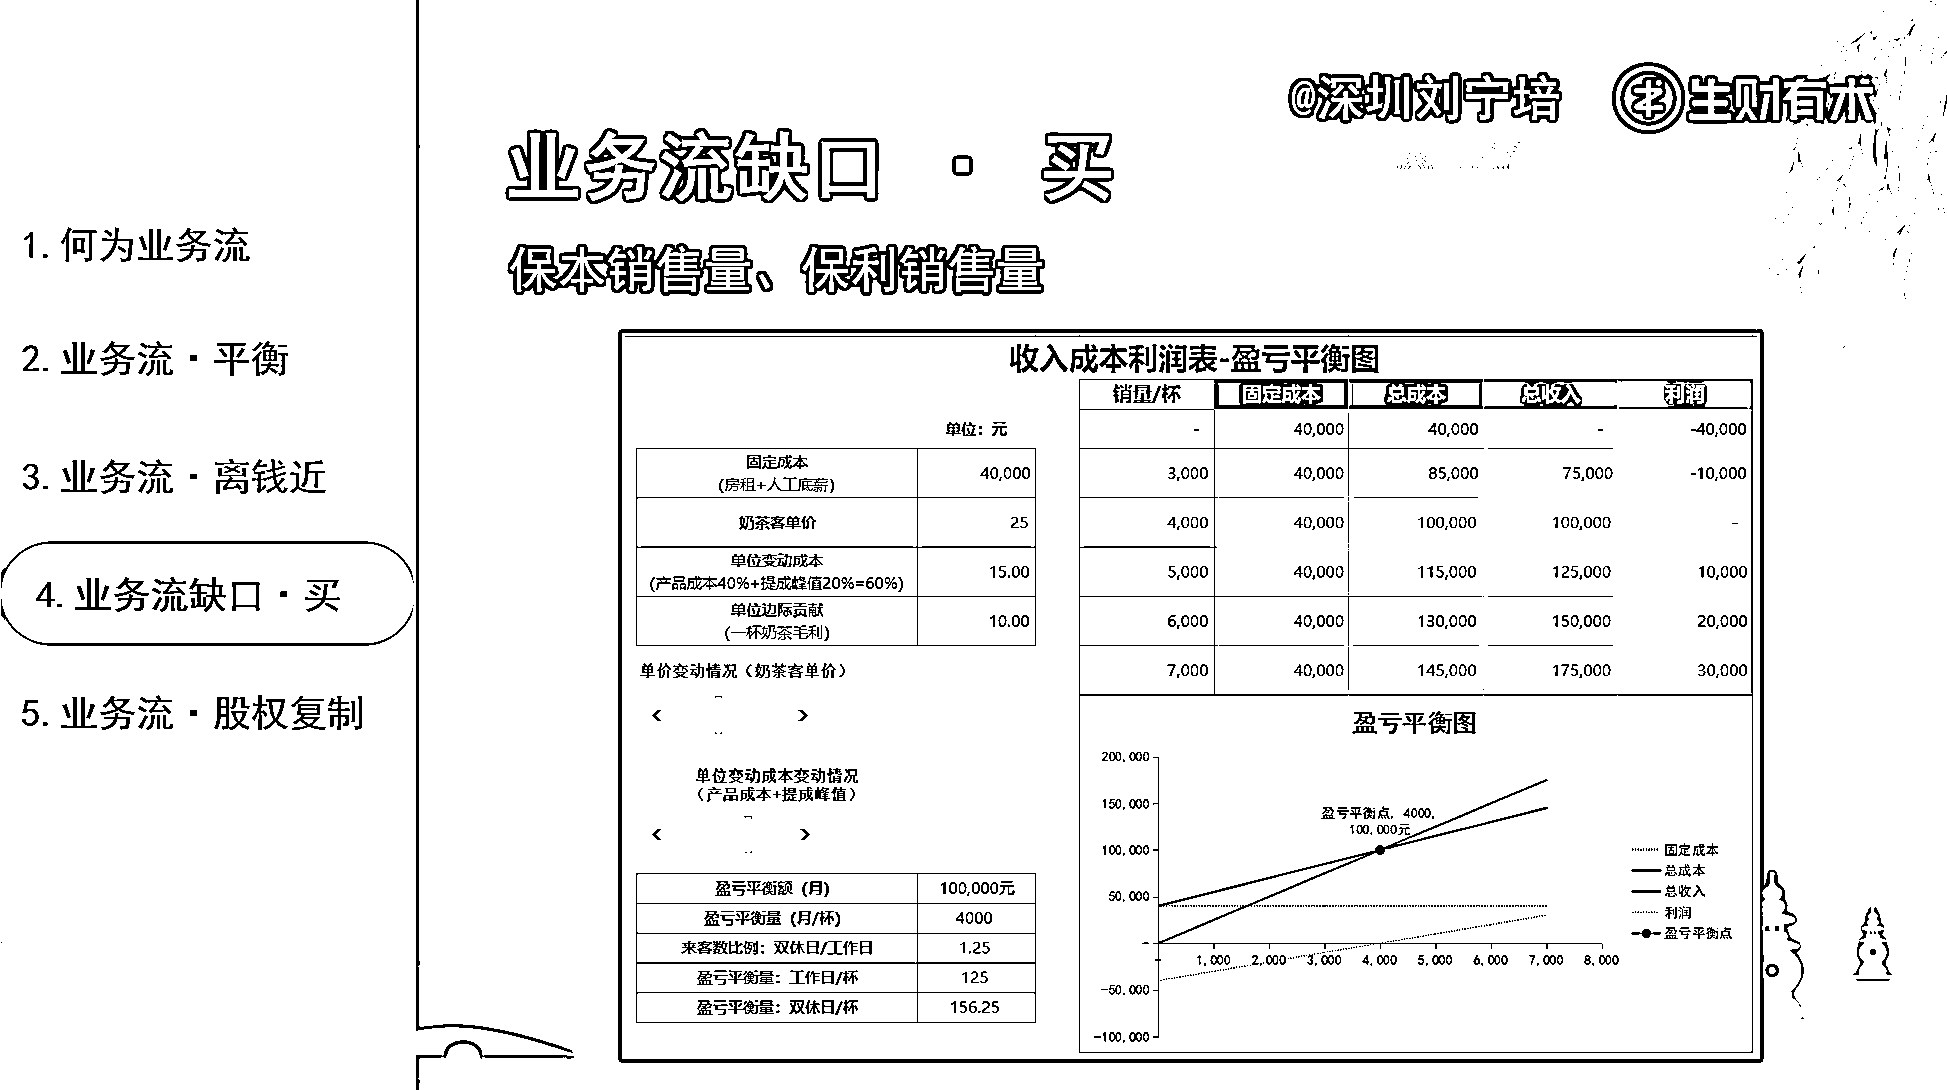 @深圳刘宁培 生财有术
业务流缺口 · 买
保本销售量、保利销售量
1. 何为业务流
2. 业务流·平衡
3. 业务流·离钱近
4. 业务流缺口·买
5. 业务流·股权复制
收入成本利润表-盈亏平衡图
单位：元
固定成本 40,000
(房租+人工底薪)
奶茶客单价 25
单位变动成本 15.00
(产品成本40%+提成峰值20%=60%)
单位边际贡献 10.00
(一杯奶茶毛利)
单价变动情况（奶茶客单价）
< >
单位变动成本变动情况
（产品成本+提成峰值）
< >
盈亏平衡额（月) 100,000元
盈亏平衡量（月/杯) 4000
来客数比例：双休日/工作日 1.25
盈亏平衡量：工作日/杯 125
盈亏平衡量：双休日/杯 156.25
销量/杯 固定成本 总成本 总收入 利润
- 40,000 40,000 - -40,000
3,000 40,000 85,000 75,000 -10,000
4,000 40,000 100,000 100,000 -
5,000 40,000 115,000 125,000 10,000
6,000 40,000 130,000 150,000 20,000
7,000 40,000 145,000 175,000 30,000
盈亏平衡图
200,000
150,000
100,000
50,000
-
-50,000
-100,000
盈亏平衡点, 4000,
100,000元
- 1,000 2,000 3,000 4,000 5,000 6,000 7,000 8,000
固定成本
总成本
总收入
利润
盈亏平衡点